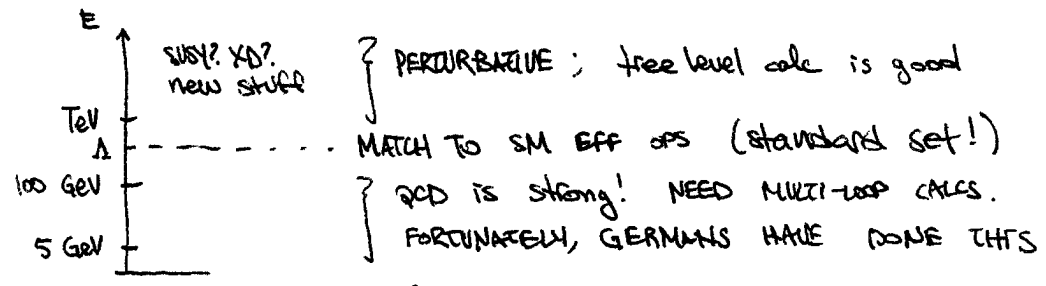 E
SUSY? XD?
new stuff
PERTURBATIVE ; tree level calc is good
TeV
Λ
MATCH TO SM EFF OPS (standard set!)
100 GeV
QCD is strong! NEED MULTI-LOOP CALCS.
FORTUNATELY, GERMANS HAVE DONE THIS
5 GeV